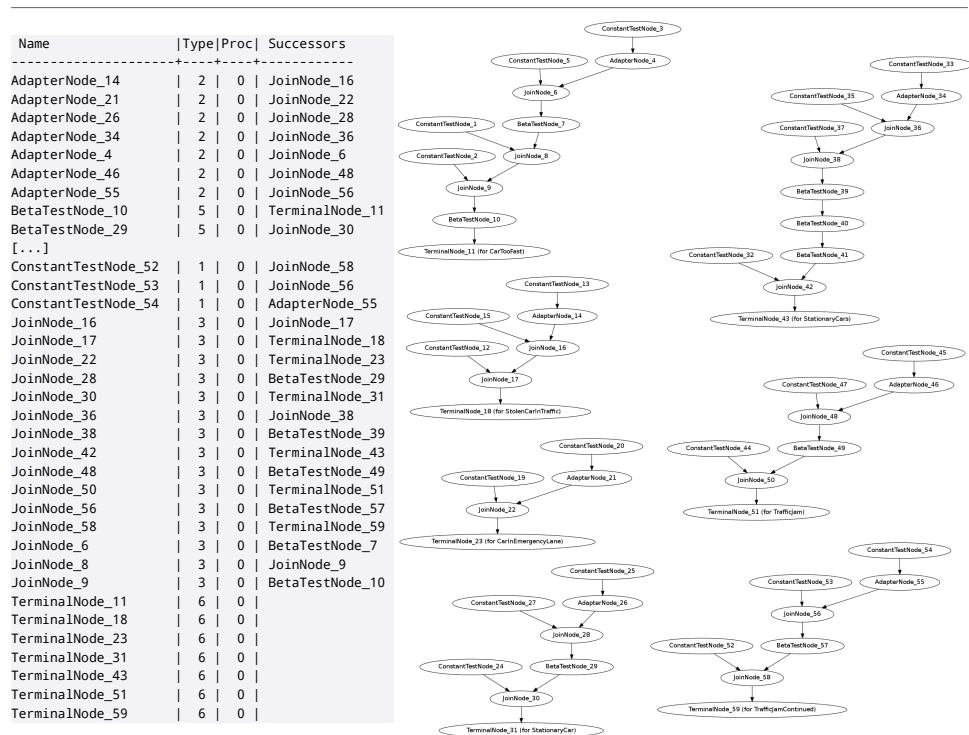 Name |Type|Proc| Successors
---------------------+----+----+------------
AdapterNode_14 | 2 | 0 | JoinNode_16
AdapterNode_21 | 2 | 0 | JoinNode_22
AdapterNode_26 | 2 | 0 | JoinNode_28
AdapterNode_34 | 2 | 0 | JoinNode_36
AdapterNode_4 | 2 | 0 | JoinNode_6
AdapterNode_46 | 2 | 0 | JoinNode_48
AdapterNode_55 | 2 | 0 | JoinNode_56
BetaTestNode_10 | 5 | 0 | TerminalNode_11
BetaTestNode_29 | 5 | 0 | JoinNode_30
[...]
ConstantTestNode_52 | 1 | 0 | JoinNode_58
ConstantTestNode_53 | 1 | 0 | JoinNode_56
ConstantTestNode_54 | 1 | 0 | AdapterNode_55
JoinNode_16 | 3 | 0 | JoinNode_17
JoinNode_17 | 3 | 0 | TerminalNode_18
JoinNode_22 | 3 | 0 | TerminalNode_23
JoinNode_28 | 3 | 0 | BetaTestNode_29
JoinNode_30 | 3 | 0 | TerminalNode_31
JoinNode_36 | 3 | 0 | JoinNode_38
JoinNode_38 | 3 | 0 | BetaTestNode_39
JoinNode_42 | 3 | 0 | TerminalNode_43
JoinNode_48 | 3 | 0 | BetaTestNode_49
JoinNode_50 | 3 | 0 | TerminalNode_51
JoinNode_56 | 3 | 0 | BetaTestNode_57
JoinNode_58 | 3 | 0 | TerminalNode_59
JoinNode_6 | 3 | 0 | BetaTestNode_7
JoinNode_8 | 3 | 0 | JoinNode_9
JoinNode_9 | 3 | 0 | BetaTestNode_10
TerminalNode_11 | 6 | 0 |
TerminalNode_18 | 6 | 0 |
TerminalNode_23 | 6 | 0 |
TerminalNode_31 | 6 | 0 |
TerminalNode_43 | 6 | 0 |
TerminalNode_51 | 6 | 0 |
TerminalNode_59 | 6 | 0 |
ConstantTestNode_3
ConstantTestNode_5
AdapterNode_4
JoinNode_6
ConstantTestNode_1
BetaTestNode_7
ConstantTestNode_2
JoinNode_8
JoinNode_9
BetaTestNode_10
TerminalNode_11 (for CarTooFast)
ConstantTestNode_13
ConstantTestNode_15
AdapterNode_14
ConstantTestNode_12
JoinNode_16
JoinNode_17
TerminalNode_18 (for StolenCarInTraffic)
ConstantTestNode_20
ConstantTestNode_19
AdapterNode_21
JoinNode_22
TerminalNode_23 (for CarInEmergencyLane)
ConstantTestNode_25
ConstantTestNode_27
AdapterNode_26
JoinNode_28
ConstantTestNode_24
BetaTestNode_29
JoinNode_30
TerminalNode_31 (for StationaryCar)
ConstantTestNode_33
ConstantTestNode_35
AdapterNode_34
ConstantTestNode_37
JoinNode_36
JoinNode_38
BetaTestNode_39
BetaTestNode_40
ConstantTestNode_32
BetaTestNode_41
JoinNode_42
TerminalNode_43 (for StationaryCars)
ConstantTestNode_45
ConstantTestNode_47
AdapterNode_46
JoinNode_48
ConstantTestNode_44
BetaTestNode_49
JoinNode_50
TerminalNode_51 (for TrafficJam)
ConstantTestNode_54
ConstantTestNode_53
AdapterNode_55
JoinNode_56
ConstantTestNode_52
BetaTestNode_57
JoinNode_58
TerminalNode_59 (for TrafficJamContinued)